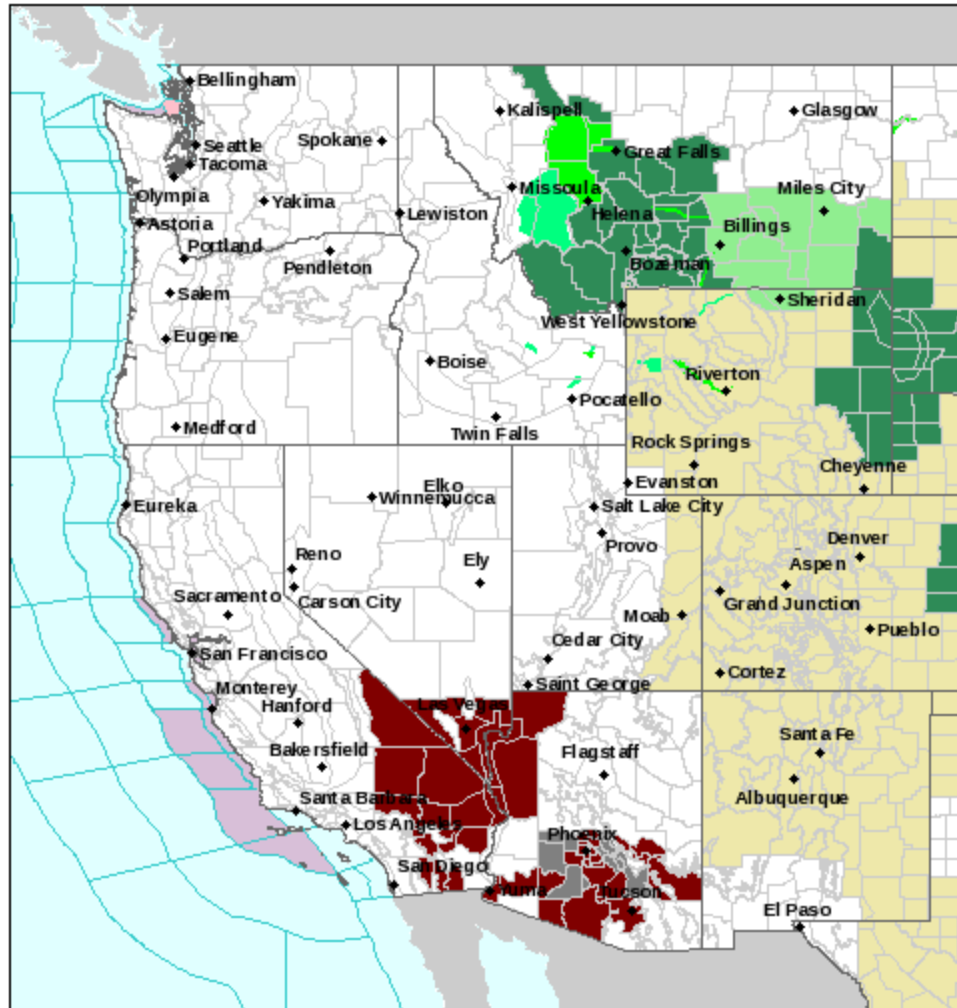 Bellingham
Kalispell
Glasgow
Spokane
Seattle
Great Falls
Tacoma
Missoula
Miles City
Olympia
Yakima
Lewiston
Helena
Astoria
Billings
Portland
Pendleton
Bozeman
Salem
Sheridan
West Yellowstone
Eugene
Boise
Riverton
Pocatello
Medford
Twin Falls
Rock Springs
Cheyenne
Elko
Evanston
Winnemucca
Eureka
Salt Lake City
Denver
Provo
Reno
Ely
Aspen
Sacramento
Carson City
Grand Junction
Moab
Pueblo
Cedar City
San Francisco
Cortez
Saint George
Monterey
Hanford
Las Vegas
Santa Fe
Bakersfield
Flagstaff
Albuquerque
Santa Barbara
Los Angeles
Phoenix
San Diego
Yuma
Tucson
El Paso